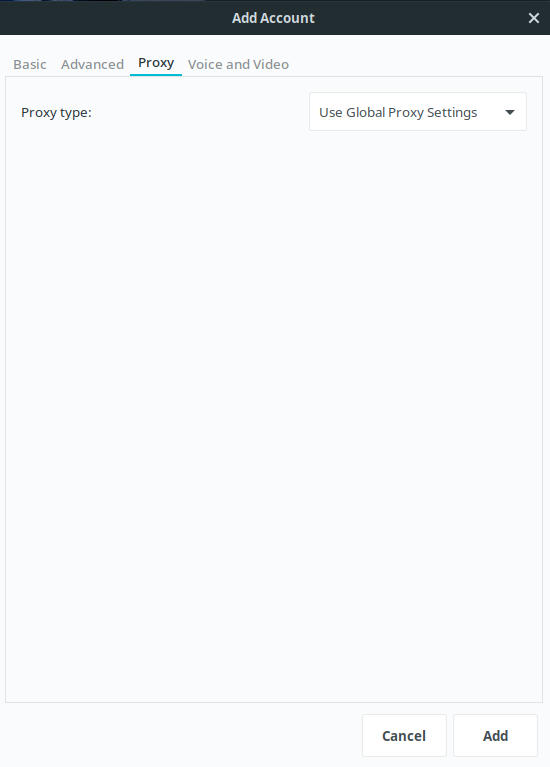 Add Account
Basic Advanced Proxy Voice and Video
Proxy type: Use Global Proxy Settings
Cancel Add